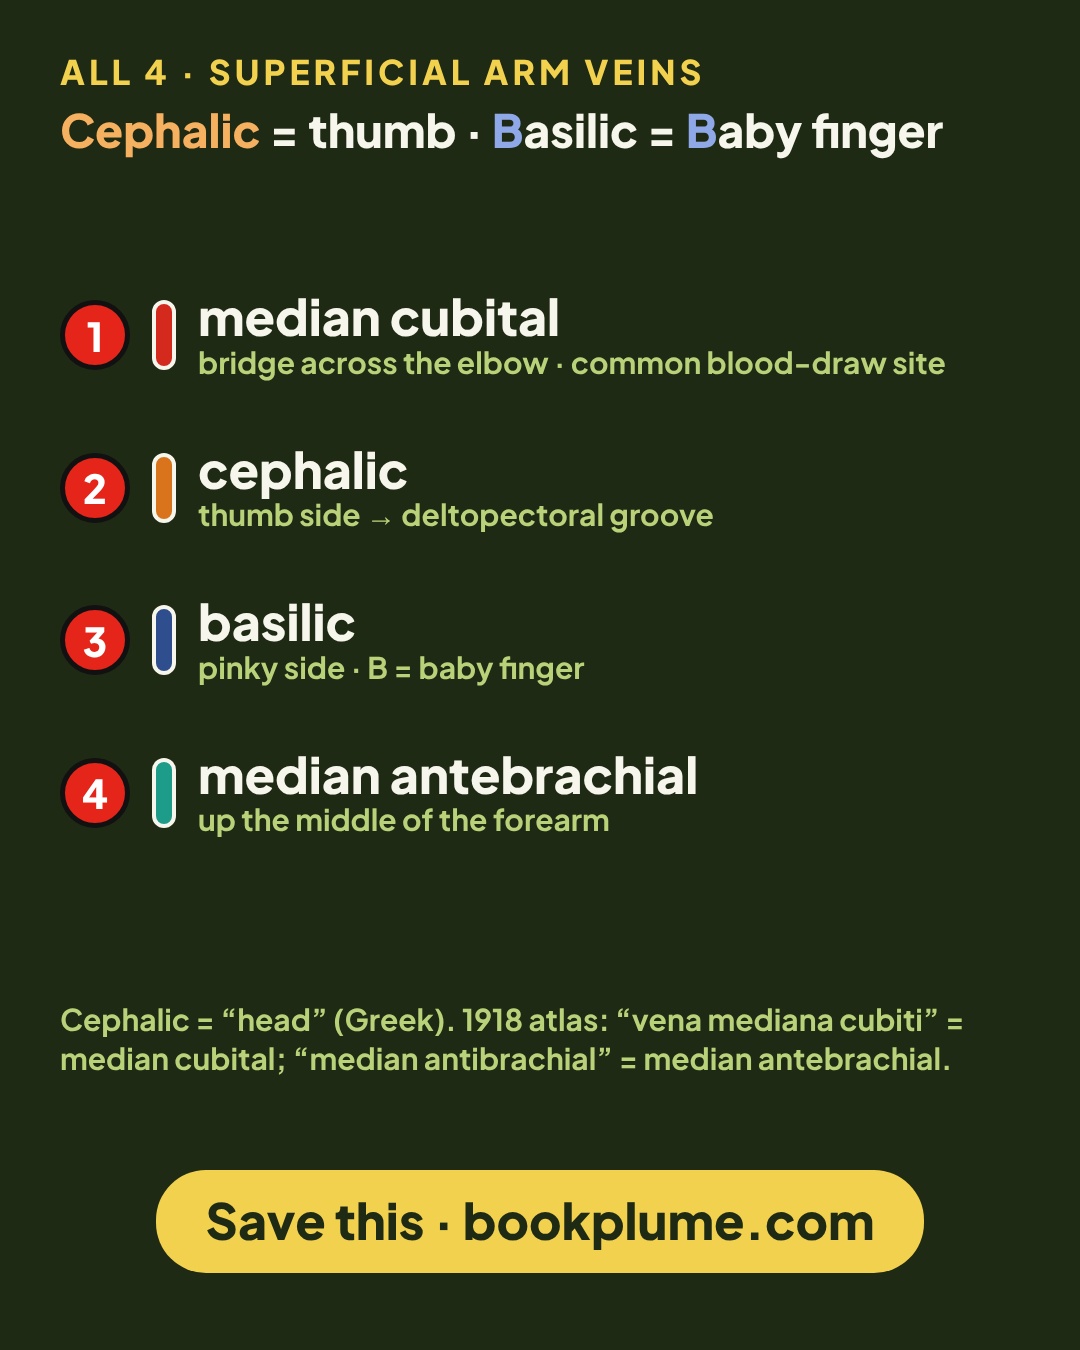 ALL 4 · SUPERFICIAL ARM VEINS
Cephalic = thumb · Basilic = Baby finger
1
median cubital
bridge across the elbow · common blood-draw site
2
cephalic
thumb side → deltopectoral groove
3
basilic
pinky side · B = baby finger
4
median antebrachial
up the middle of the forearm
Cephalic = “head” (Greek). 1918 atlas: “vena mediana cubiti” =
median cubital; “median antibrachial” = median antebrachial.
Save this · bookplume.com